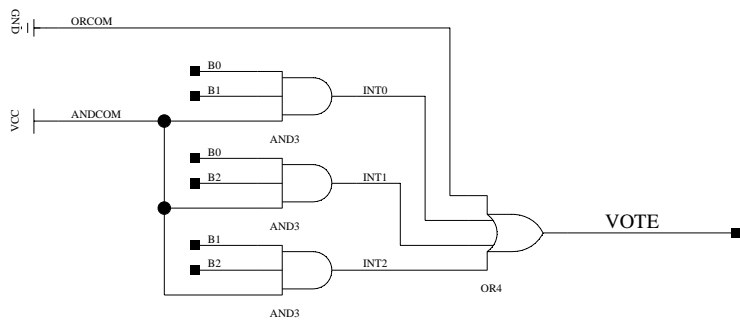 GND
ORCOM
B0
B1
INT0
VCC
ANDCOM
AND3
B0
B2
INT1
AND3
VOTE
B1
B2
INT2
OR4
AND3